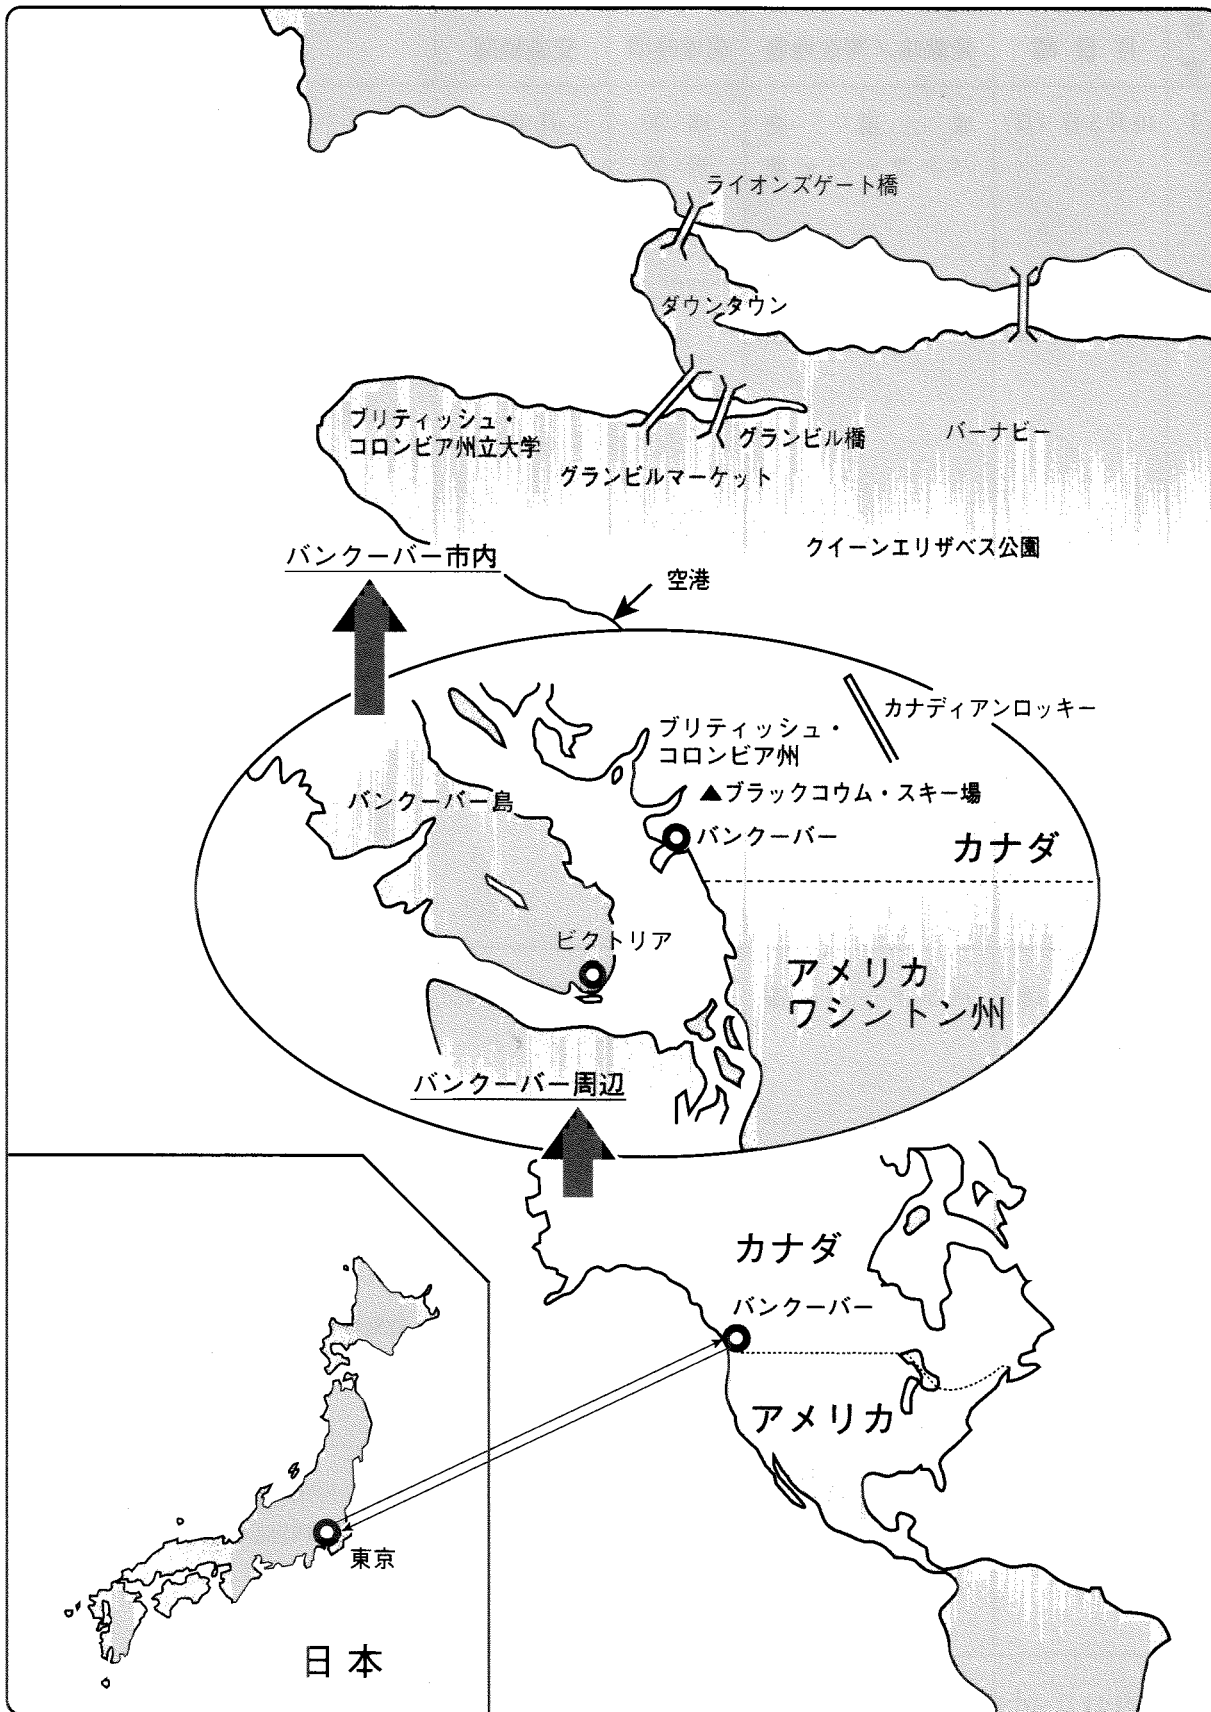 ライオンズゲート橋
ダウンタウン
ブリティッシュ・
コロンビア州立大学
グランビル橋
バーナビー
グランビルマーケット
クイーンエリザベス公園
バンクーバー市内
空港
カナディアンロッキー
ブリティッシュ・
コロンビア州
▲ブラックコウム・スキー場
バンクーバー島
バンクーバー
カナダ
ビクトリア
アメリカ
ワシントン州
バンクーバー周辺
カナダ
バンクーバー
アメリカ
東京
日本